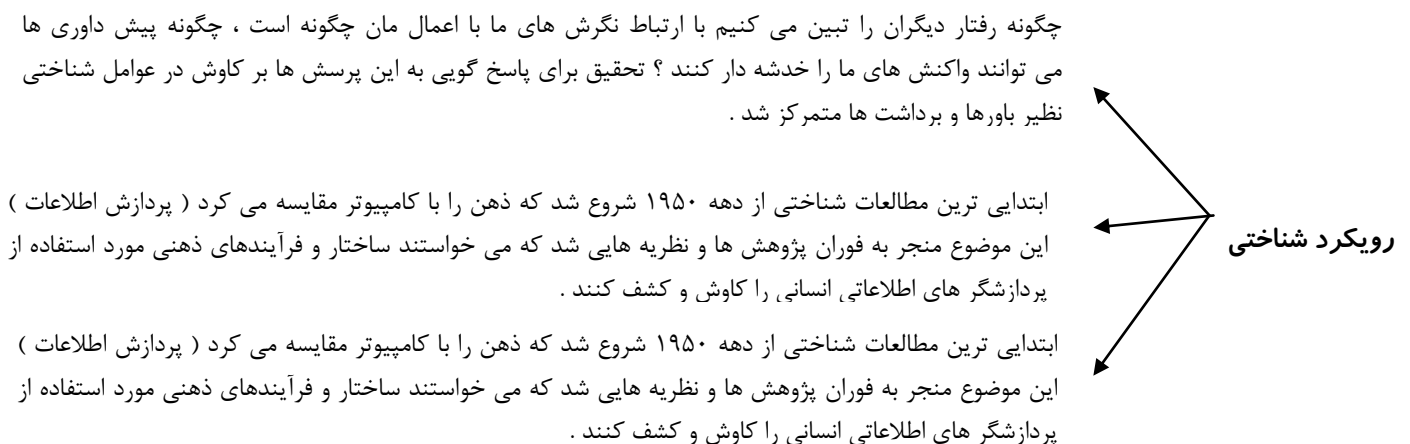 چگونه رفتار دیگران را تبین می کنیم با ارتباط نگرش های ما با اعمال مان چگونه است ، چگونه پیش داوری ها
می توانند واکنش های ما را خدشه دار کنند ؟ تحقیق برای پاسخ گویی به این پرسش ها بر کاوش در عوامل شناختی
نظیر باورها و برداشت ها متمرکز شد .
ابتدایی ترین مطالعات شناختی از دهه ۱۹۵۰ شروع شد که ذهن را با کامپیوتر مقایسه می کرد ( پردازش اطلاعات )
این موضوع منجر به فوران پژوهش ها و نظریه هایی شد که می خواستند ساختار و فرآیندهای ذهنی مورد استفاده از
پردازشگر های اطلاعاتی انسانی را کاوش و کشف کنند .
رویکرد شناختی
ابتدایی ترین مطالعات شناختی از دهه ۱۹۵۰ شروع شد که ذهن را با کامپیوتر مقایسه می کرد ( پردازش اطلاعات )
این موضوع منجر به فوران پژوهش ها و نظریه هایی شد که می خواستند ساختار و فرآیندهای ذهنی مورد استفاده از
پردازشگر های اطلاعاتی انسانی را کاوش و کشف کنند .